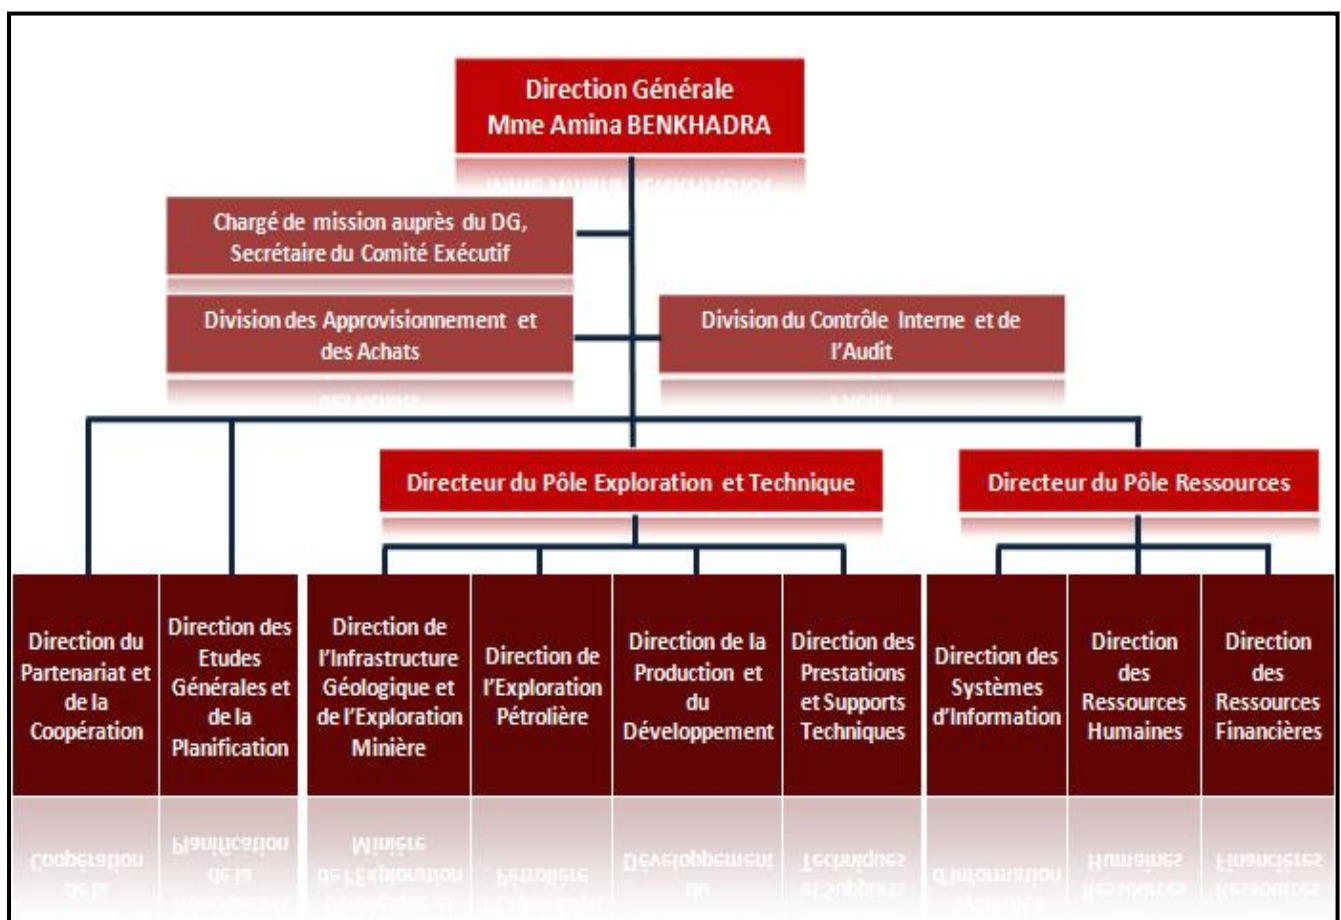 Direction Générale
Mme Amina BENKHADRA
Chargé de mission auprès du DG,
Secrétaire du Comité Exécutif
Division des Approvisionnement et
des Achats
Division du Contrôle Interne et de
l'Audit
Directeur du Pôle Exploration et Technique
Directeur du Pôle Ressources
Direction du
Partenariat et
de la
Coopération
Direction des
Etudes
Générales et
de la
Planification
Direction de
l'Infrastructure
Géologique et
de l'Exploration
Minière
Direction de
l'Exploration
Pétrolière
Direction de la
Production et
du
Développement
Direction des
Prestations
et Supports
Techniques
Direction des
Systèmes
d'Information
Direction
des
Ressources
Humaines
Direction
des
Ressources
Financières